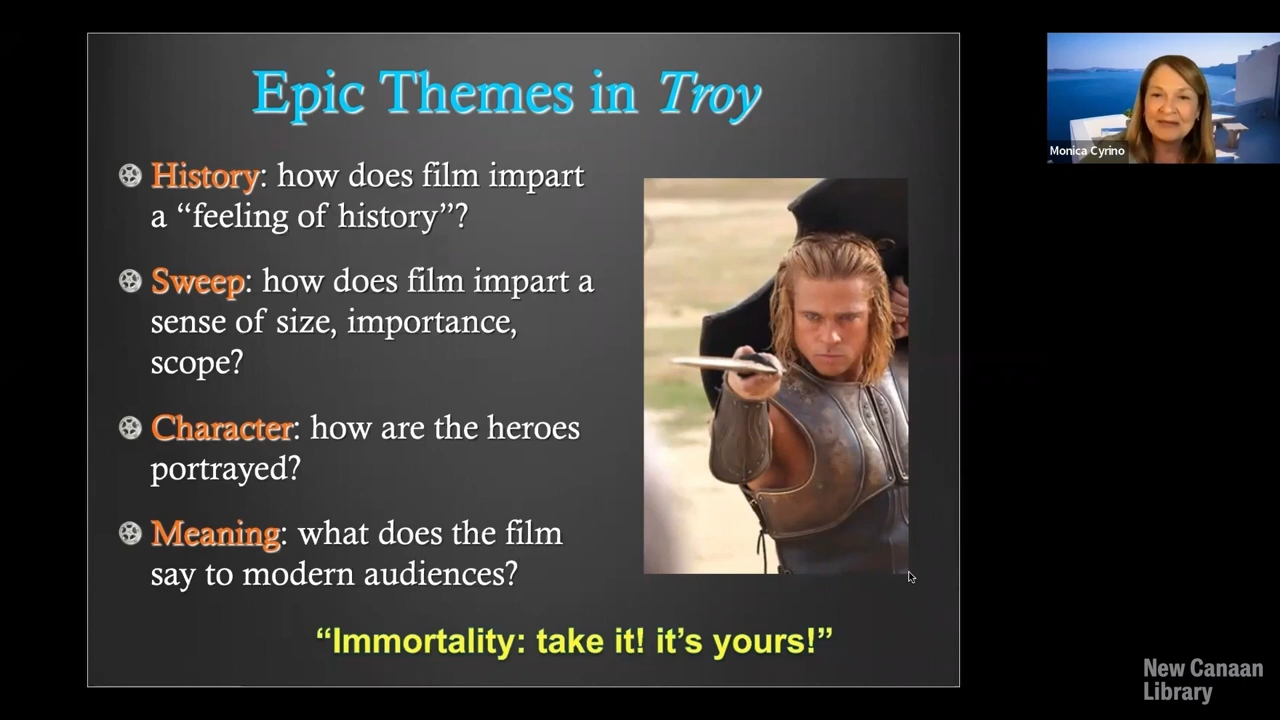 Epic Themes in Troy
History: how does film impart
a “feeling of history”?
Sweep: how does film impart a
sense of size, importance,
scope?
Character: how are the heroes
portrayed?
Meaning: what does the film
say to modern audiences?
“Immortality: take it! it’s yours!”
Monica Cyrino
New Canaan
Library